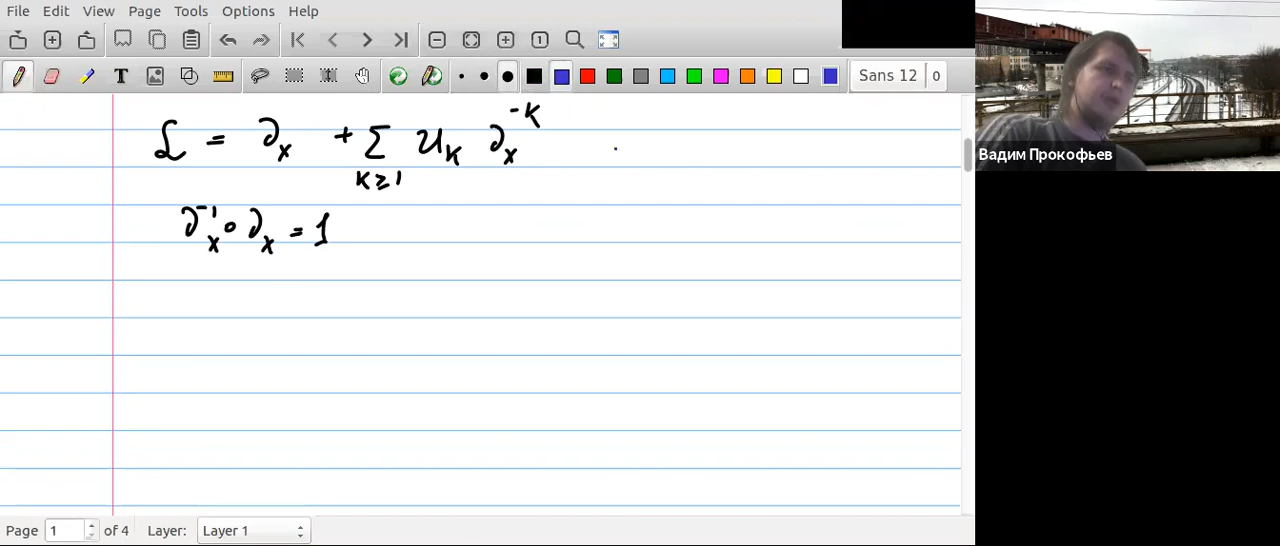 File Edit View Page Tools Options Help
Sans 12 0
ℒ = ∂ₓ + ∑ u_k ∂ₓ^{-k}
k≥1
∂ₓ^{-1} ∘ ∂ₓ = 1
Вадим Прокофьев
Page 1 of 4 Layer: Layer 1